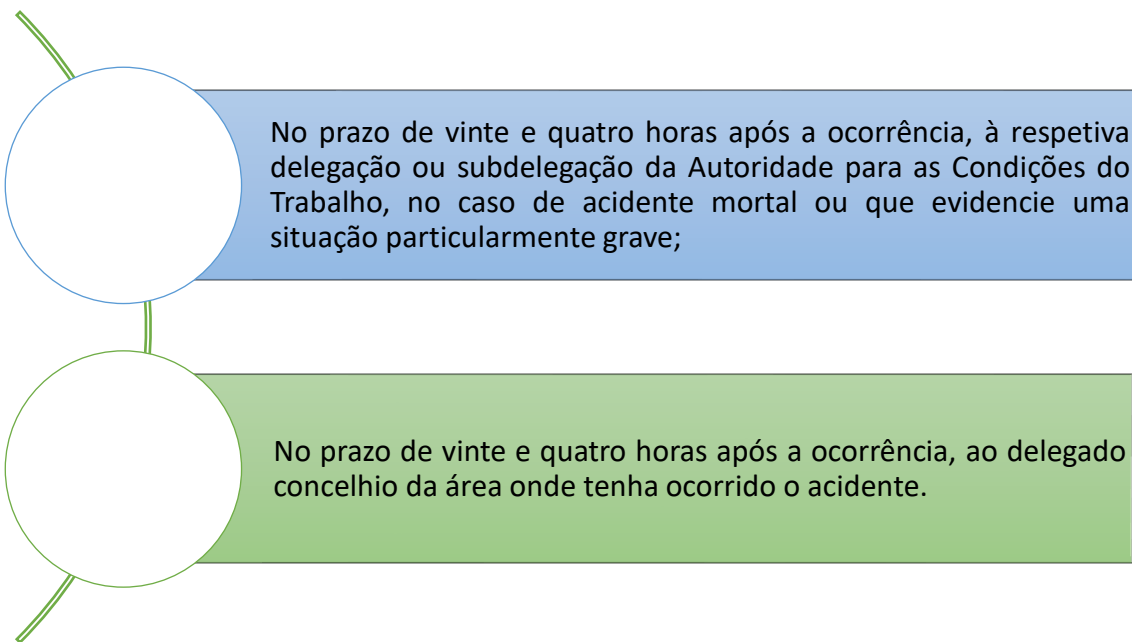 No prazo de vinte e quatro horas após a ocorrência, à respetiva
delegação ou subdelegação da Autoridade para as Condições do
Trabalho, no caso de acidente mortal ou que evidencie uma
situação particularmente grave;
No prazo de vinte e quatro horas após a ocorrência, ao delegado
concelhio da área onde tenha ocorrido o acidente.